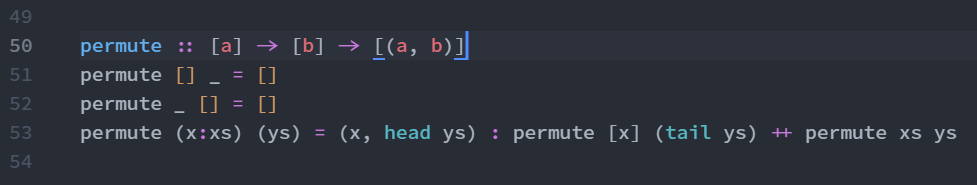 49
50 permute :: [a] -> [b] -> [(a, b)]
51 permute [] _ = []
52 permute _ [] = []
53 permute (x:xs) (ys) = (x, head ys) : permute [x] (tail ys) ++ permute xs ys
54